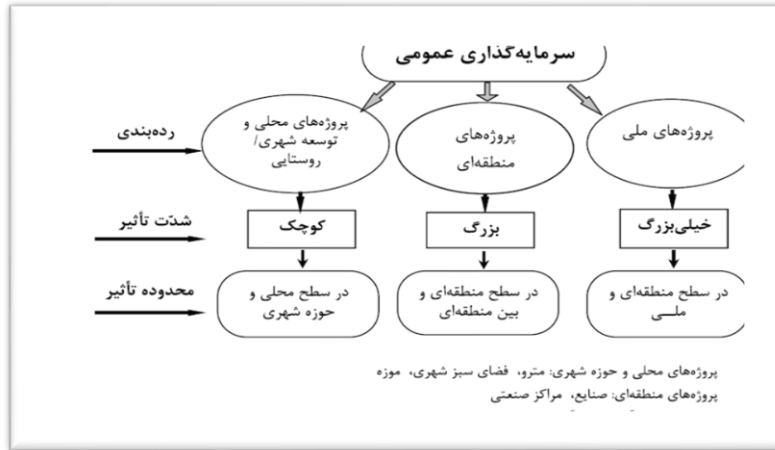 سرمایه‌گذاری عمومی
رده‌بندی
پروژه‌های ملی
پروژه‌های
منطقه‌ای
پروژه‌های محلی و
توسعه شهری/
روستایی
شدّت تأثیر
خیلی‌بزرگ
بزرگ
کوچک
محدوده تأثیر
در سطح منطقه‌ای و
ملــی
در سطح منطقه‌ای و
بین منطقه‌ای
در سطح محلی و
حوزه شهری
پروژه‌های محلی و حوزه شهری: مترو، فضای سبز شهری، موزه
پروژه‌های منطقه‌ای: صنایع، مراکز صنعتی